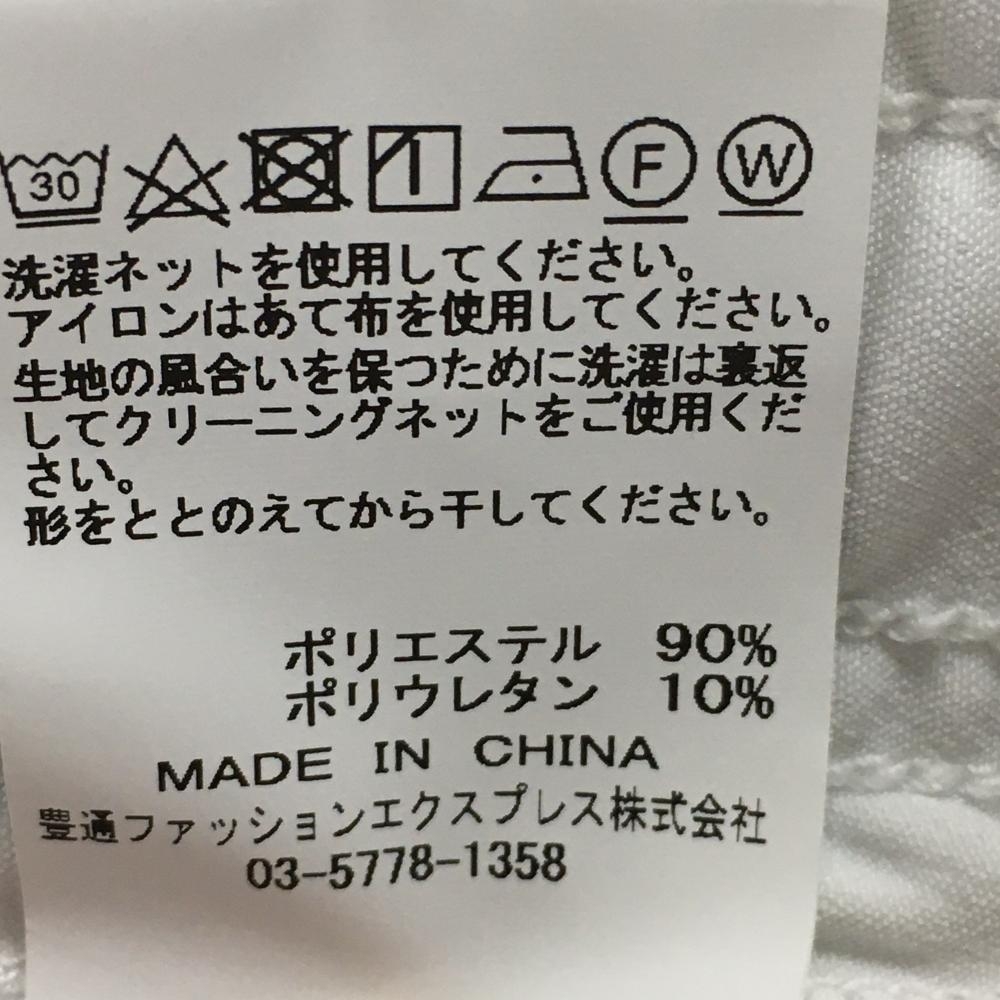 30 F W
洗濯ネットを使用してください。
アイロンはあて布を使用してください。
生地の風合いを保つために洗濯は裏返
してクリーニングネットをご使用くだ
さい。
形をととのえてから干してください。
ポリエステル 90%
ポリウレタン 10%
MADE IN CHINA
豊通ファッションエクスプレス株式会社
03-5778-1358